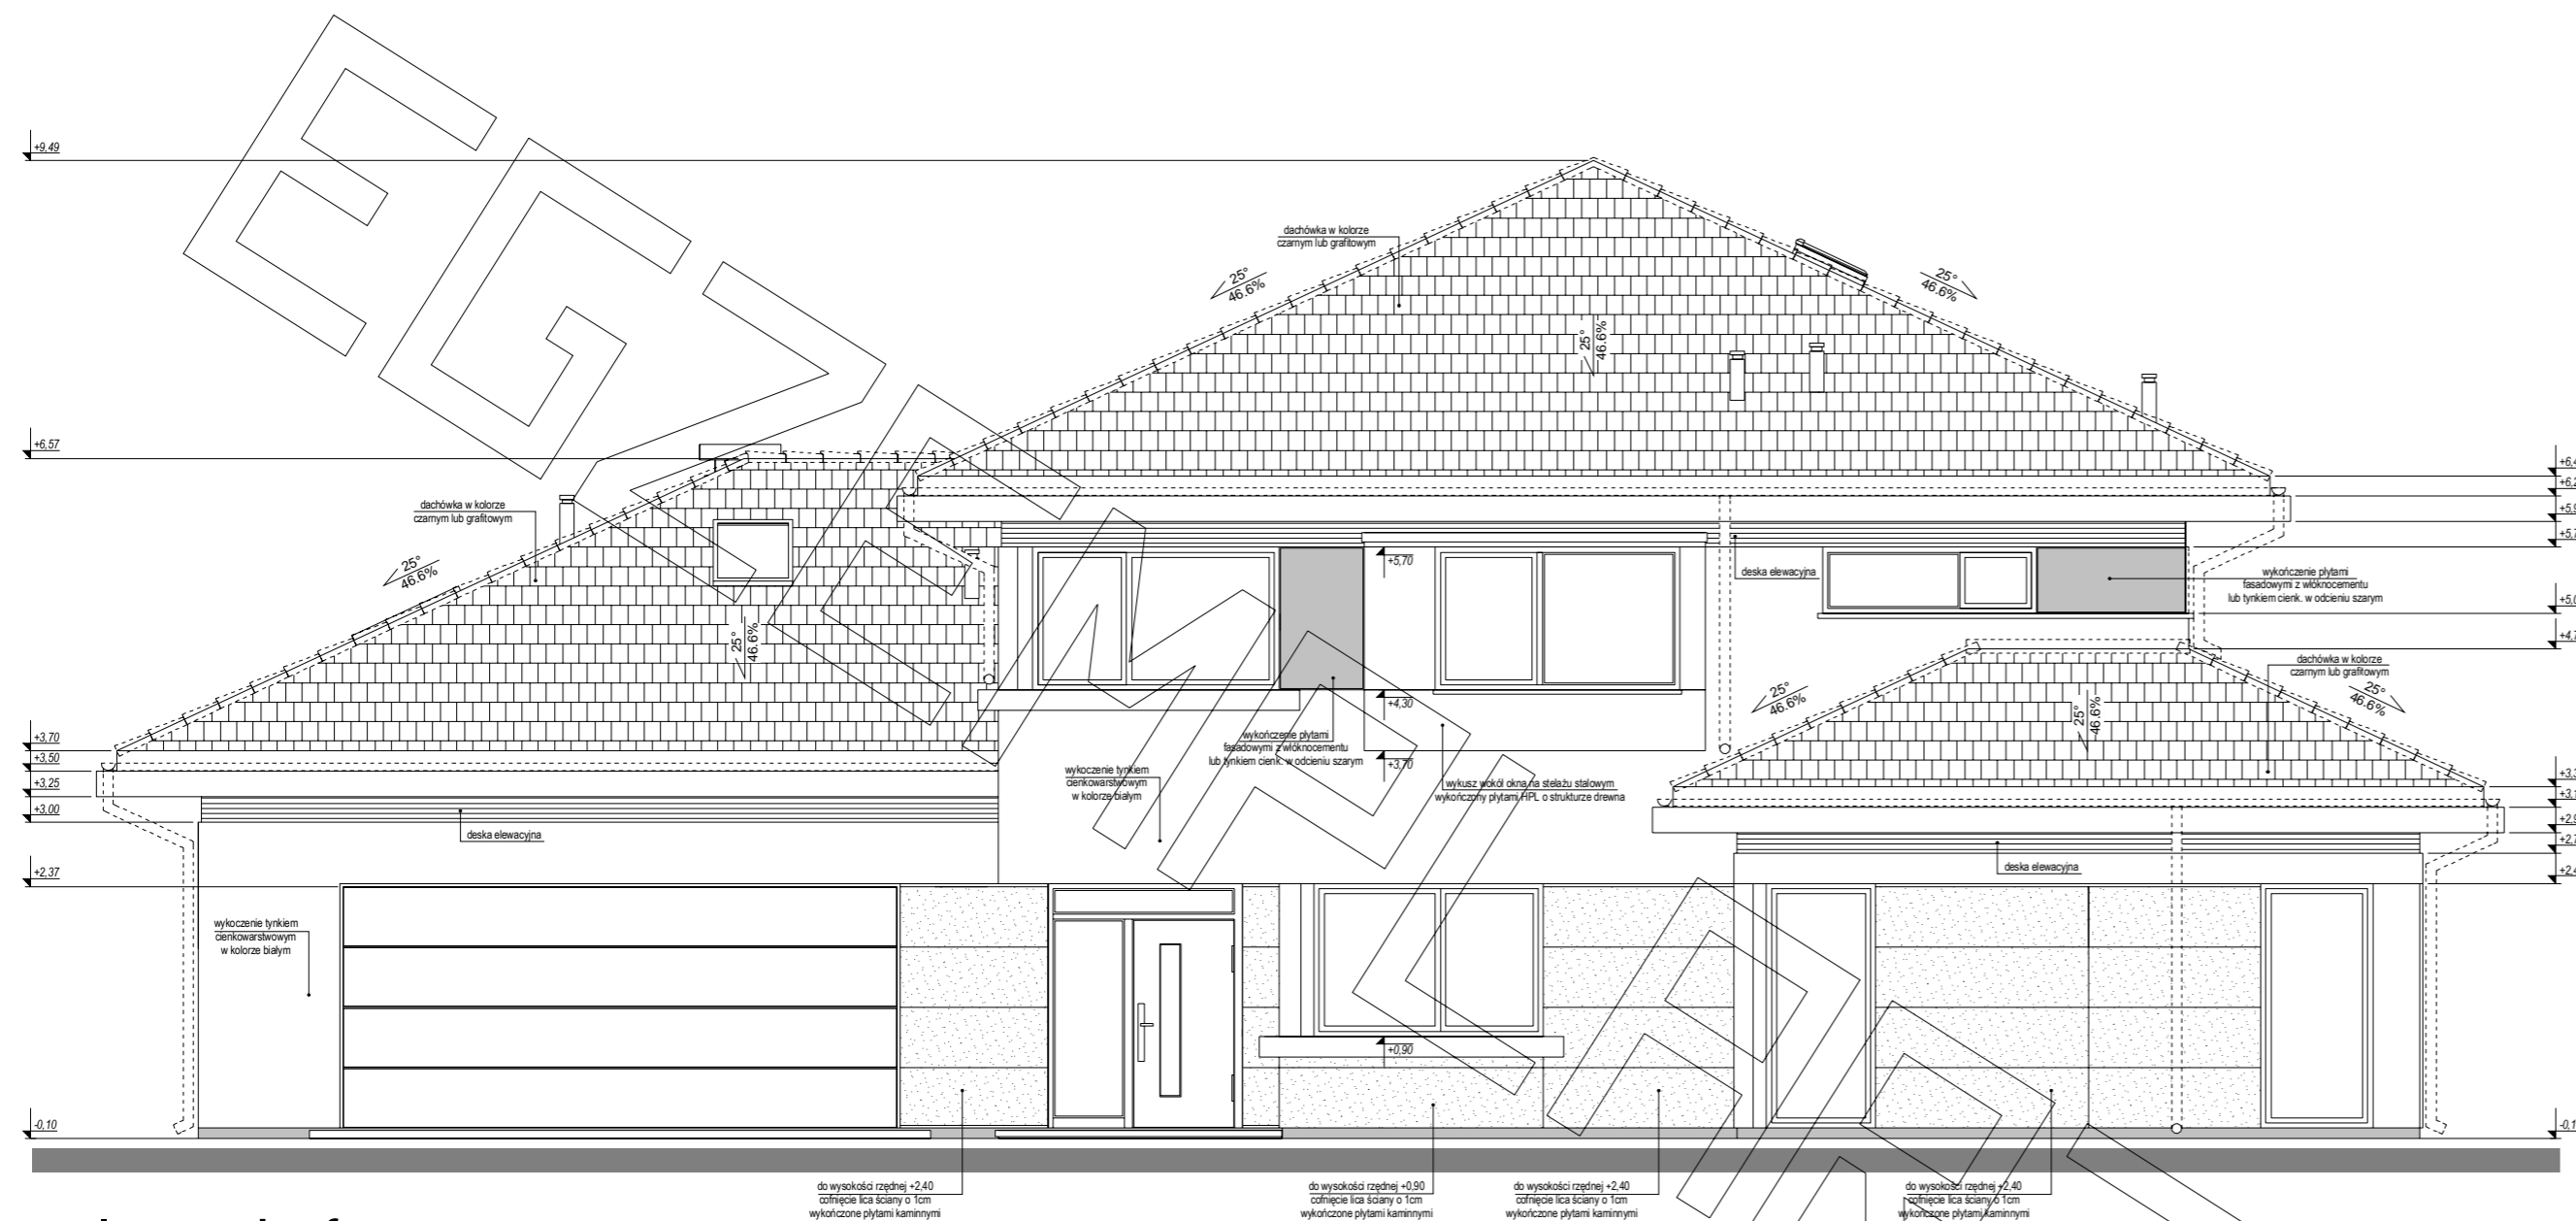 +9,49
dachówka w kolorze
czarnym lub grafitowym
25°
46.6%
25°
46.6%
25°
46.6%
+6,57
dachówka w kolorze
czarnym lub grafitowym
25°
46.6%
25°
46.6%
+5,70
deska elewacyjna
wykończenie płytami
fasadowymi z włóknocementu
lub tynkiem cienk. w odcieniu szarym
+4,30
dachówka w kolorze
czarnym lub grafitowym
25°
46.6%
25°
46.6%
25°
46.6%
+3,70
+3,50
+3,25
+3,00
wykończenie płytami
fasadowymi z włóknocementu
lub tynkiem cienk. w odcieniu szarym
+3,70
wykoczenie tynkiem
cienkowarstwowym
w kolorze białym
wykusz wokół okna na stelażu stalowym
wykończony płytami HPL o strukturze drewna
deska elewacyjna
deska elewacyjna
+2,37
wykoczenie tynkiem
cienkowarstwowym
w kolorze białym
+0,90
-0,10
do wysokości rzędnej +2,40
cofnięcie lica ściany o 1cm
wykończone płytami kaminnymi
do wysokości rzędnej +0,90
cofnięcie lica ściany o 1cm
wykończone płytami kaminnymi
do wysokości rzędnej +2,40
cofnięcie lica ściany o 1cm
wykończone płytami kaminnymi
do wysokości rzędnej +2,40
cofnięcie lica ściany o 1cm
wykończone płytami kaminnymi